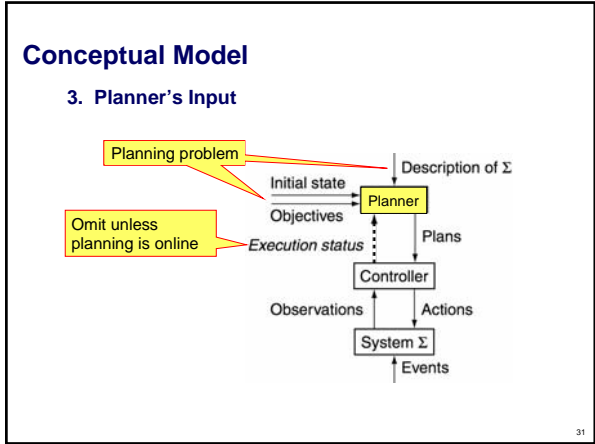 Conceptual Model
3. Planner's Input
Planning problem
Description of Σ
Initial state
Planner
Objectives
Omit unless
planning is online
Execution status
Plans
Controller
Observations
Actions
System Σ
Events
31